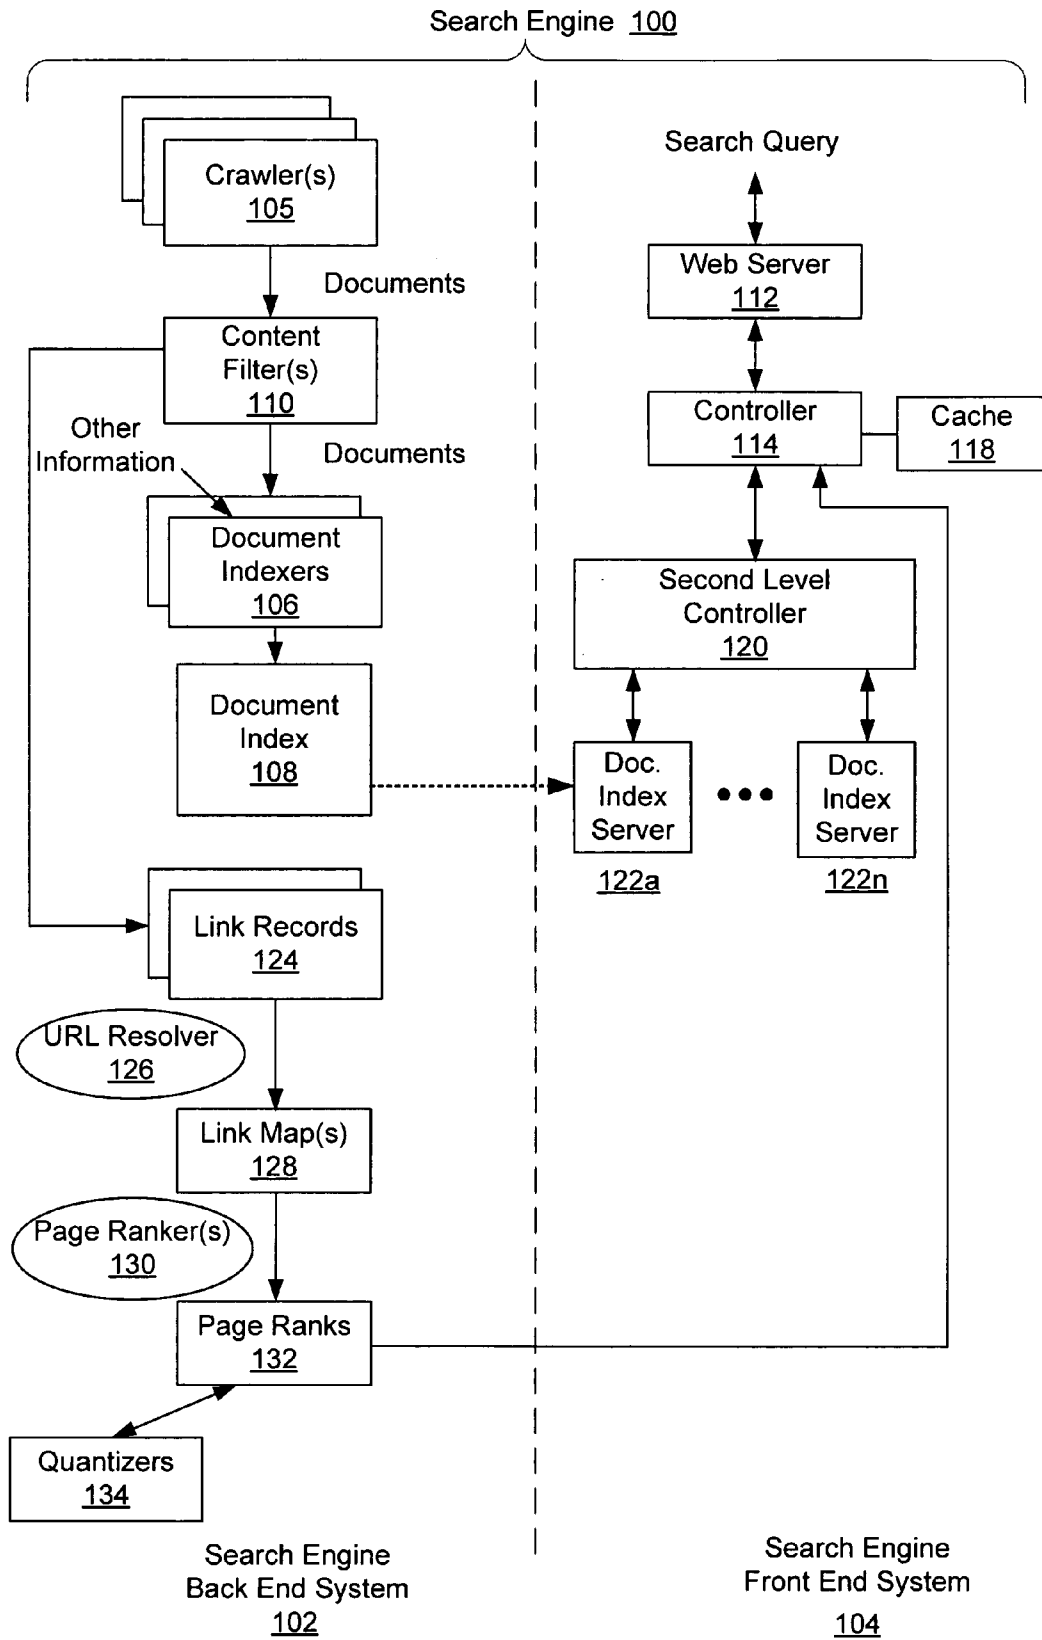 Search Engine 100
Crawler(s)
105
Documents
Content
Filter(s)
110
Other
Information
Documents
Document
Indexers
106
Document
Index
108
Link Records
124
URL Resolver
126
Link Map(s)
128
Page Ranker(s)
130
Page Ranks
132
Quantizers
134
Search Engine
Back End System
102
Search Query
Web Server
112
Controller
114
Cache
118
Second Level
Controller
120
Doc.
Index
Server
122a
Doc.
Index
Server
122n
Search Engine
Front End System
104